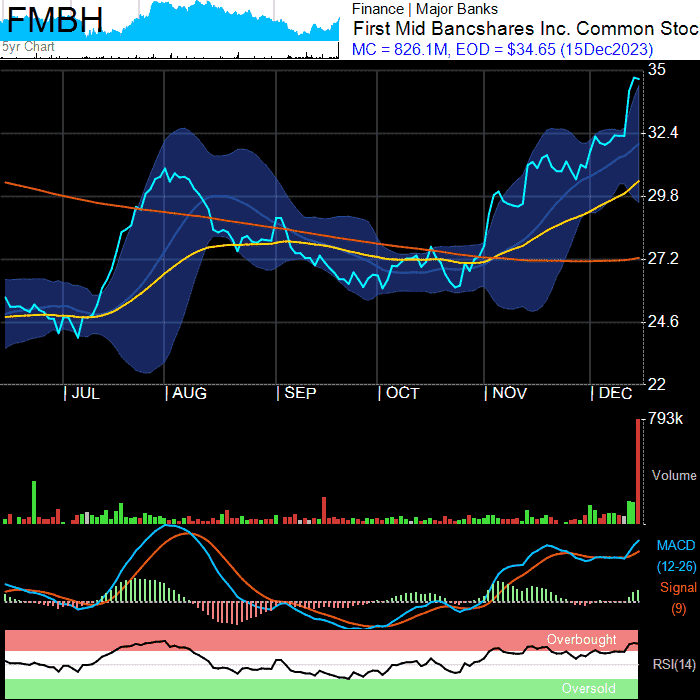 FMBH
5yr Chart
Finance | Major Banks
First Mid Bancshares Inc. Common Stoc
MC = 826.1M, EOD = $34.65 (15Dec2023)
35
32.4
29.8
27.2
24.6
22
| JUL | AUG | SEP | OCT | NOV | DEC
793k
Volume
MACD
(12-26)
Signal
(9)
Overbought
RSI(14)
Oversold